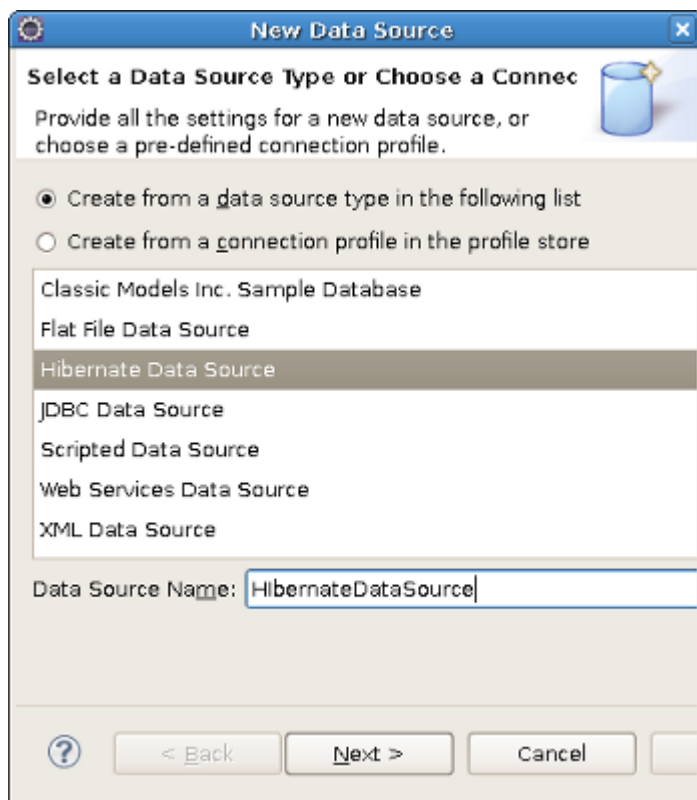 New Data Source
Select a Data Source Type or Choose a Connec
Provide all the settings for a new data source, or
choose a pre-defined connection profile.
Create from a data source type in the following list
Create from a connection profile in the profile store
Classic Models Inc. Sample Database
Flat File Data Source
Hibernate Data Source
JDBC Data Source
Scripted Data Source
Web Services Data Source
XML Data Source
Data Source Name: HIbernateDataSource
< Back Next > Cancel